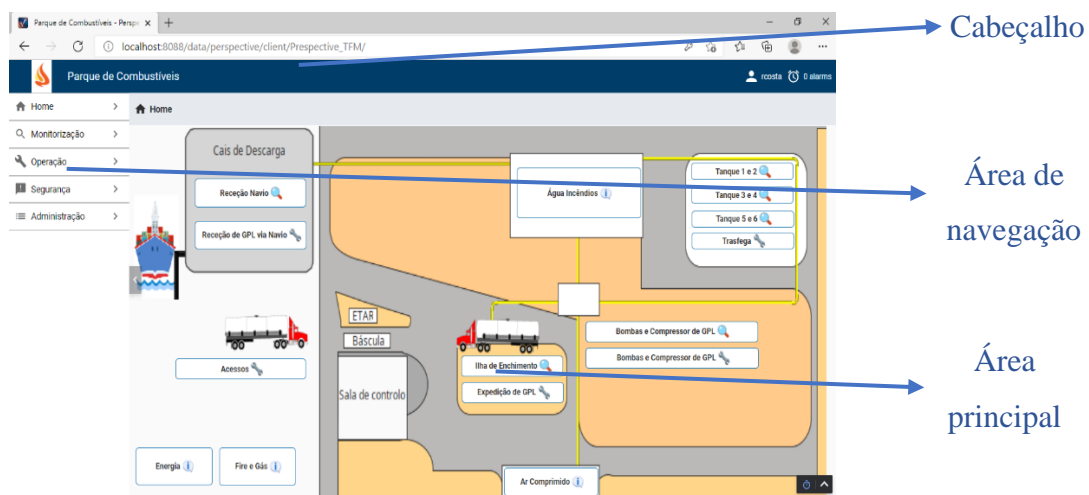 Parque de Combustíveis - Persp
localhost:8088/data/perspective/client/Prespective_TFM/
Cabeçalho
Parque de Combustíveis
rcosta 0 alarms
Home
Home
Monitorização
Operação
Segurança
Administração
Cais de Descarga
Receção Navio
Receção de GPL via Navio
Água Incêndios
Tanque 1 e 2
Tanque 3 e 4
Tanque 5 e 6
Trasfega
Área de
navegação
ETAR
Báscula
Acessos
Sala de controlo
Ilha de Enchimento
Expedição de GPL
Bombas e Compressor de GPL
Bombas e Compressor de GPL
Área
principal
Energia
Fire e Gás
Ar Comprimido